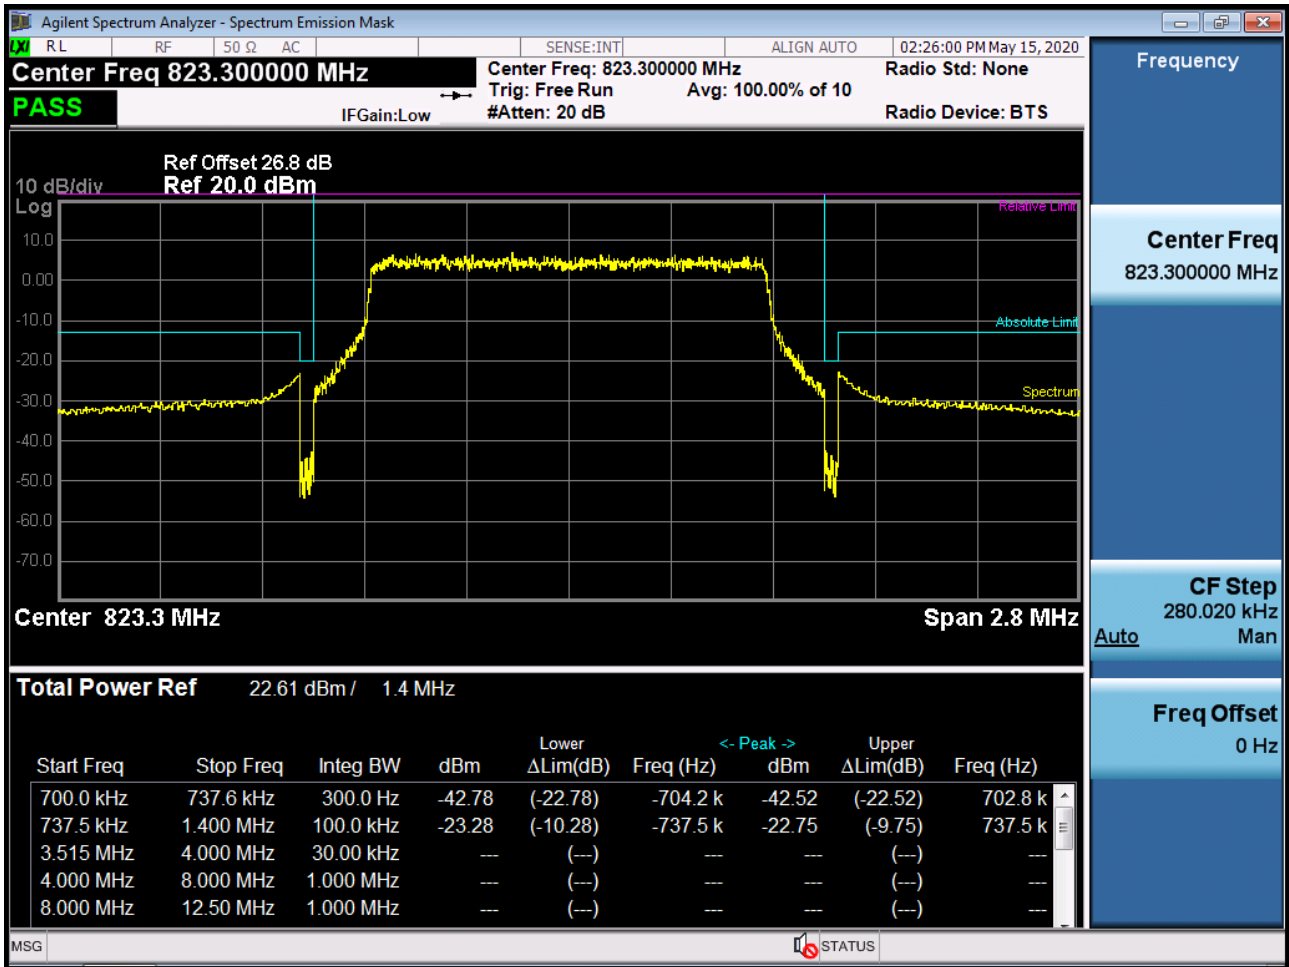 Agilent Spectrum Analyzer - Spectrum Emission Mask
LXI RL RF 50 Ω AC SENSE:INT ALIGN AUTO 02:26:00 PM May 15, 2020
Center Freq 823.300000 MHz
Center Freq: 823.300000 MHz
Radio Std: None
Trig: Free Run
Avg: 100.00% of 10
PASS
IFGain:Low
#Atten: 20 dB
Radio Device: BTS
Ref Offset 26.8 dB
10 dB/div Ref 20.0 dBm
Log
Relative Limit
10.0
0.00
-10.0
Absolute Limit
-20.0
-30.0
Spectrum
-40.0
-50.0
-60.0
-70.0
Center 823.3 MHz
Span 2.8 MHz
Total Power Ref 22.61 dBm / 1.4 MHz
Lower <- Peak -> Upper
Start Freq Stop Freq Integ BW dBm ΔLim(dB) Freq (Hz) dBm ΔLim(dB) Freq (Hz)
700.0 kHz 737.6 kHz 300.0 Hz -42.78 (-22.78) -704.2 k -42.52 (-22.52) 702.8 k
737.5 kHz 1.400 MHz 100.0 kHz -23.28 (-10.28) -737.5 k -22.75 (-9.75) 737.5 k
3.515 MHz 4.000 MHz 30.00 kHz --- (---) --- --- (---) ---
4.000 MHz 8.000 MHz 1.000 MHz --- (---) --- --- (---) ---
8.000 MHz 12.50 MHz 1.000 MHz --- (---) --- --- (---) ---
MSG
STATUS
Frequency
Center Freq
823.300000 MHz
CF Step
280.020 kHz
Auto Man
Freq Offset
0 Hz